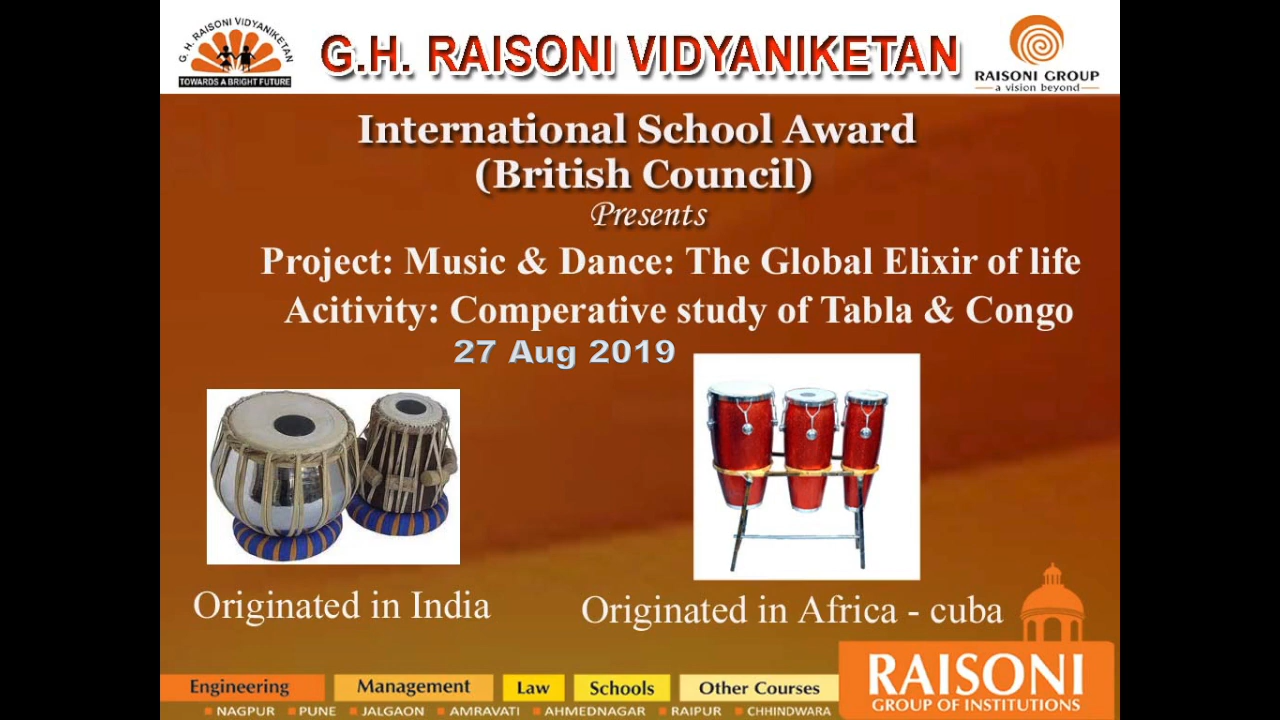 G. H. RAISONI VIDYANIKETAN
TOWARDS A BRIGHT FUTURE
G.H. RAISONI VIDYANIKETAN
RAISONI GROUP
a vision beyond
International School Award
(British Council)
Presents
Project: Music & Dance: The Global Elixir of life
Acitivity: Comperative study of Tabla & Congo
27 Aug 2019
Originated in India
Originated in Africa - cuba
Engineering Management Law Schools Other Courses
NAGPUR PUNE JALGAON AMRAVATI AHMEDNAGAR RAIPUR CHHINDWARA
RAISONI
GROUP OF INSTITUTIONS